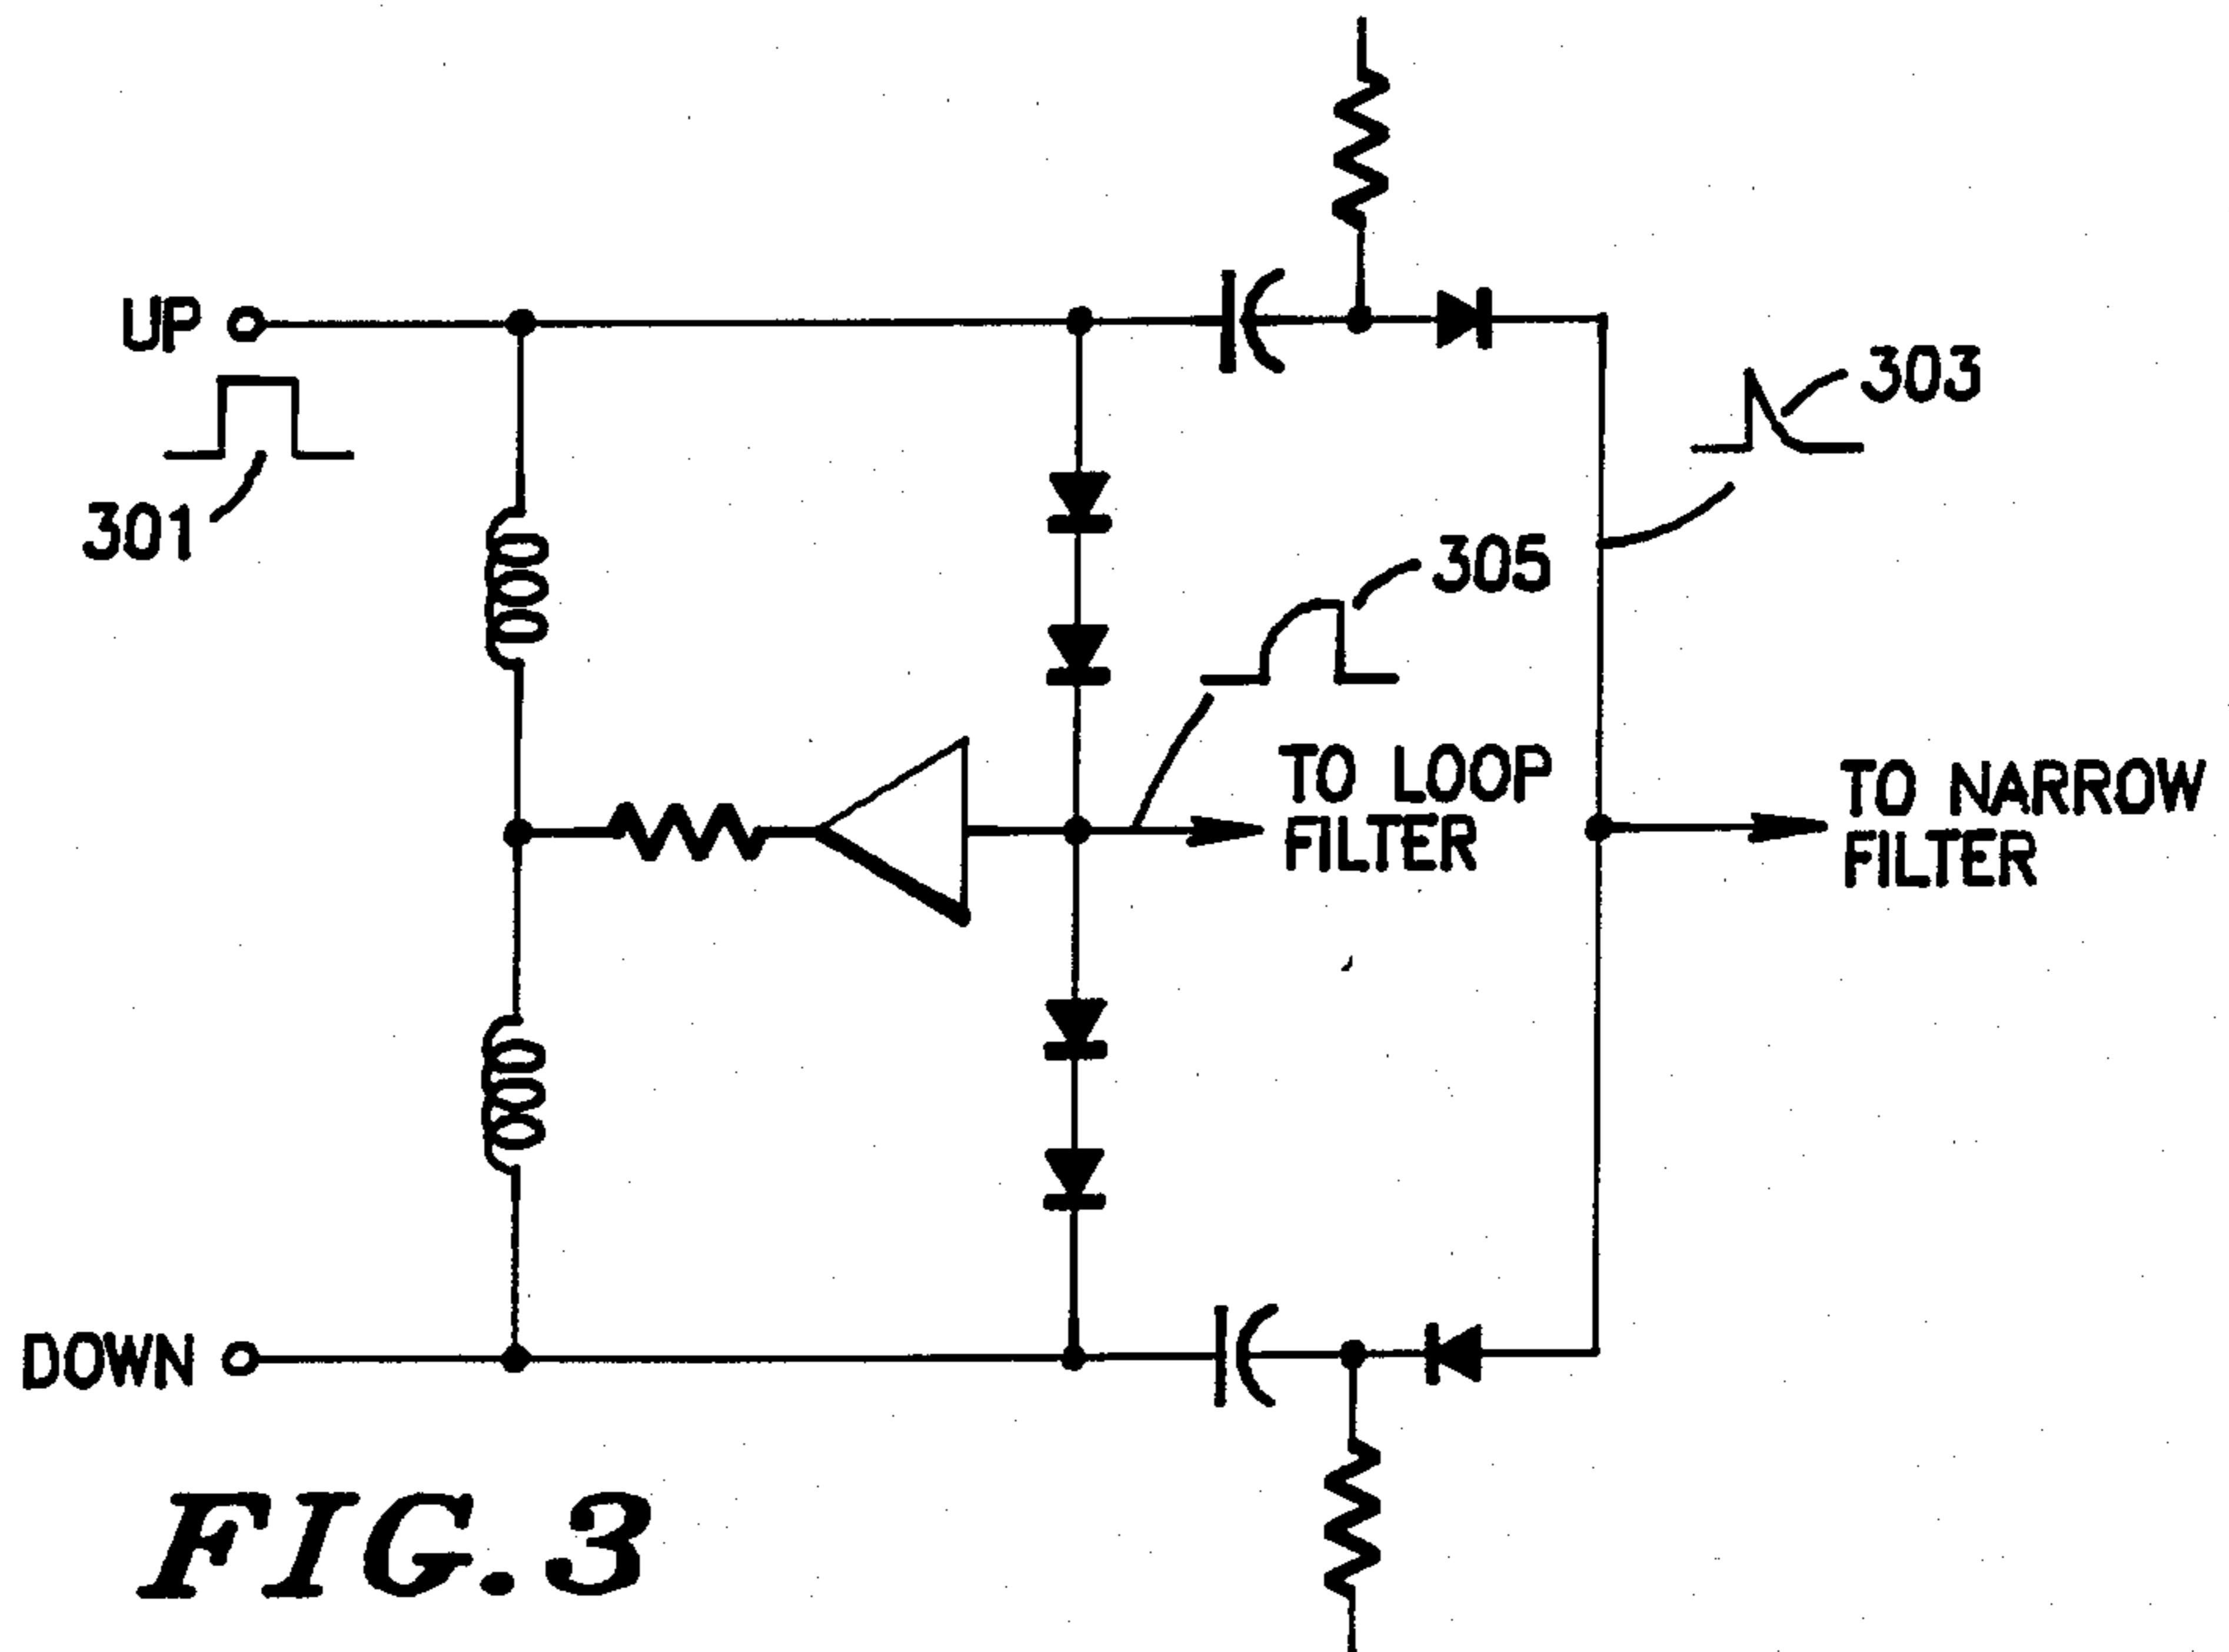 UP
301
303
305
TO LOOP
FILTER
TO NARROW
FILTER
DOWN
FIG.3